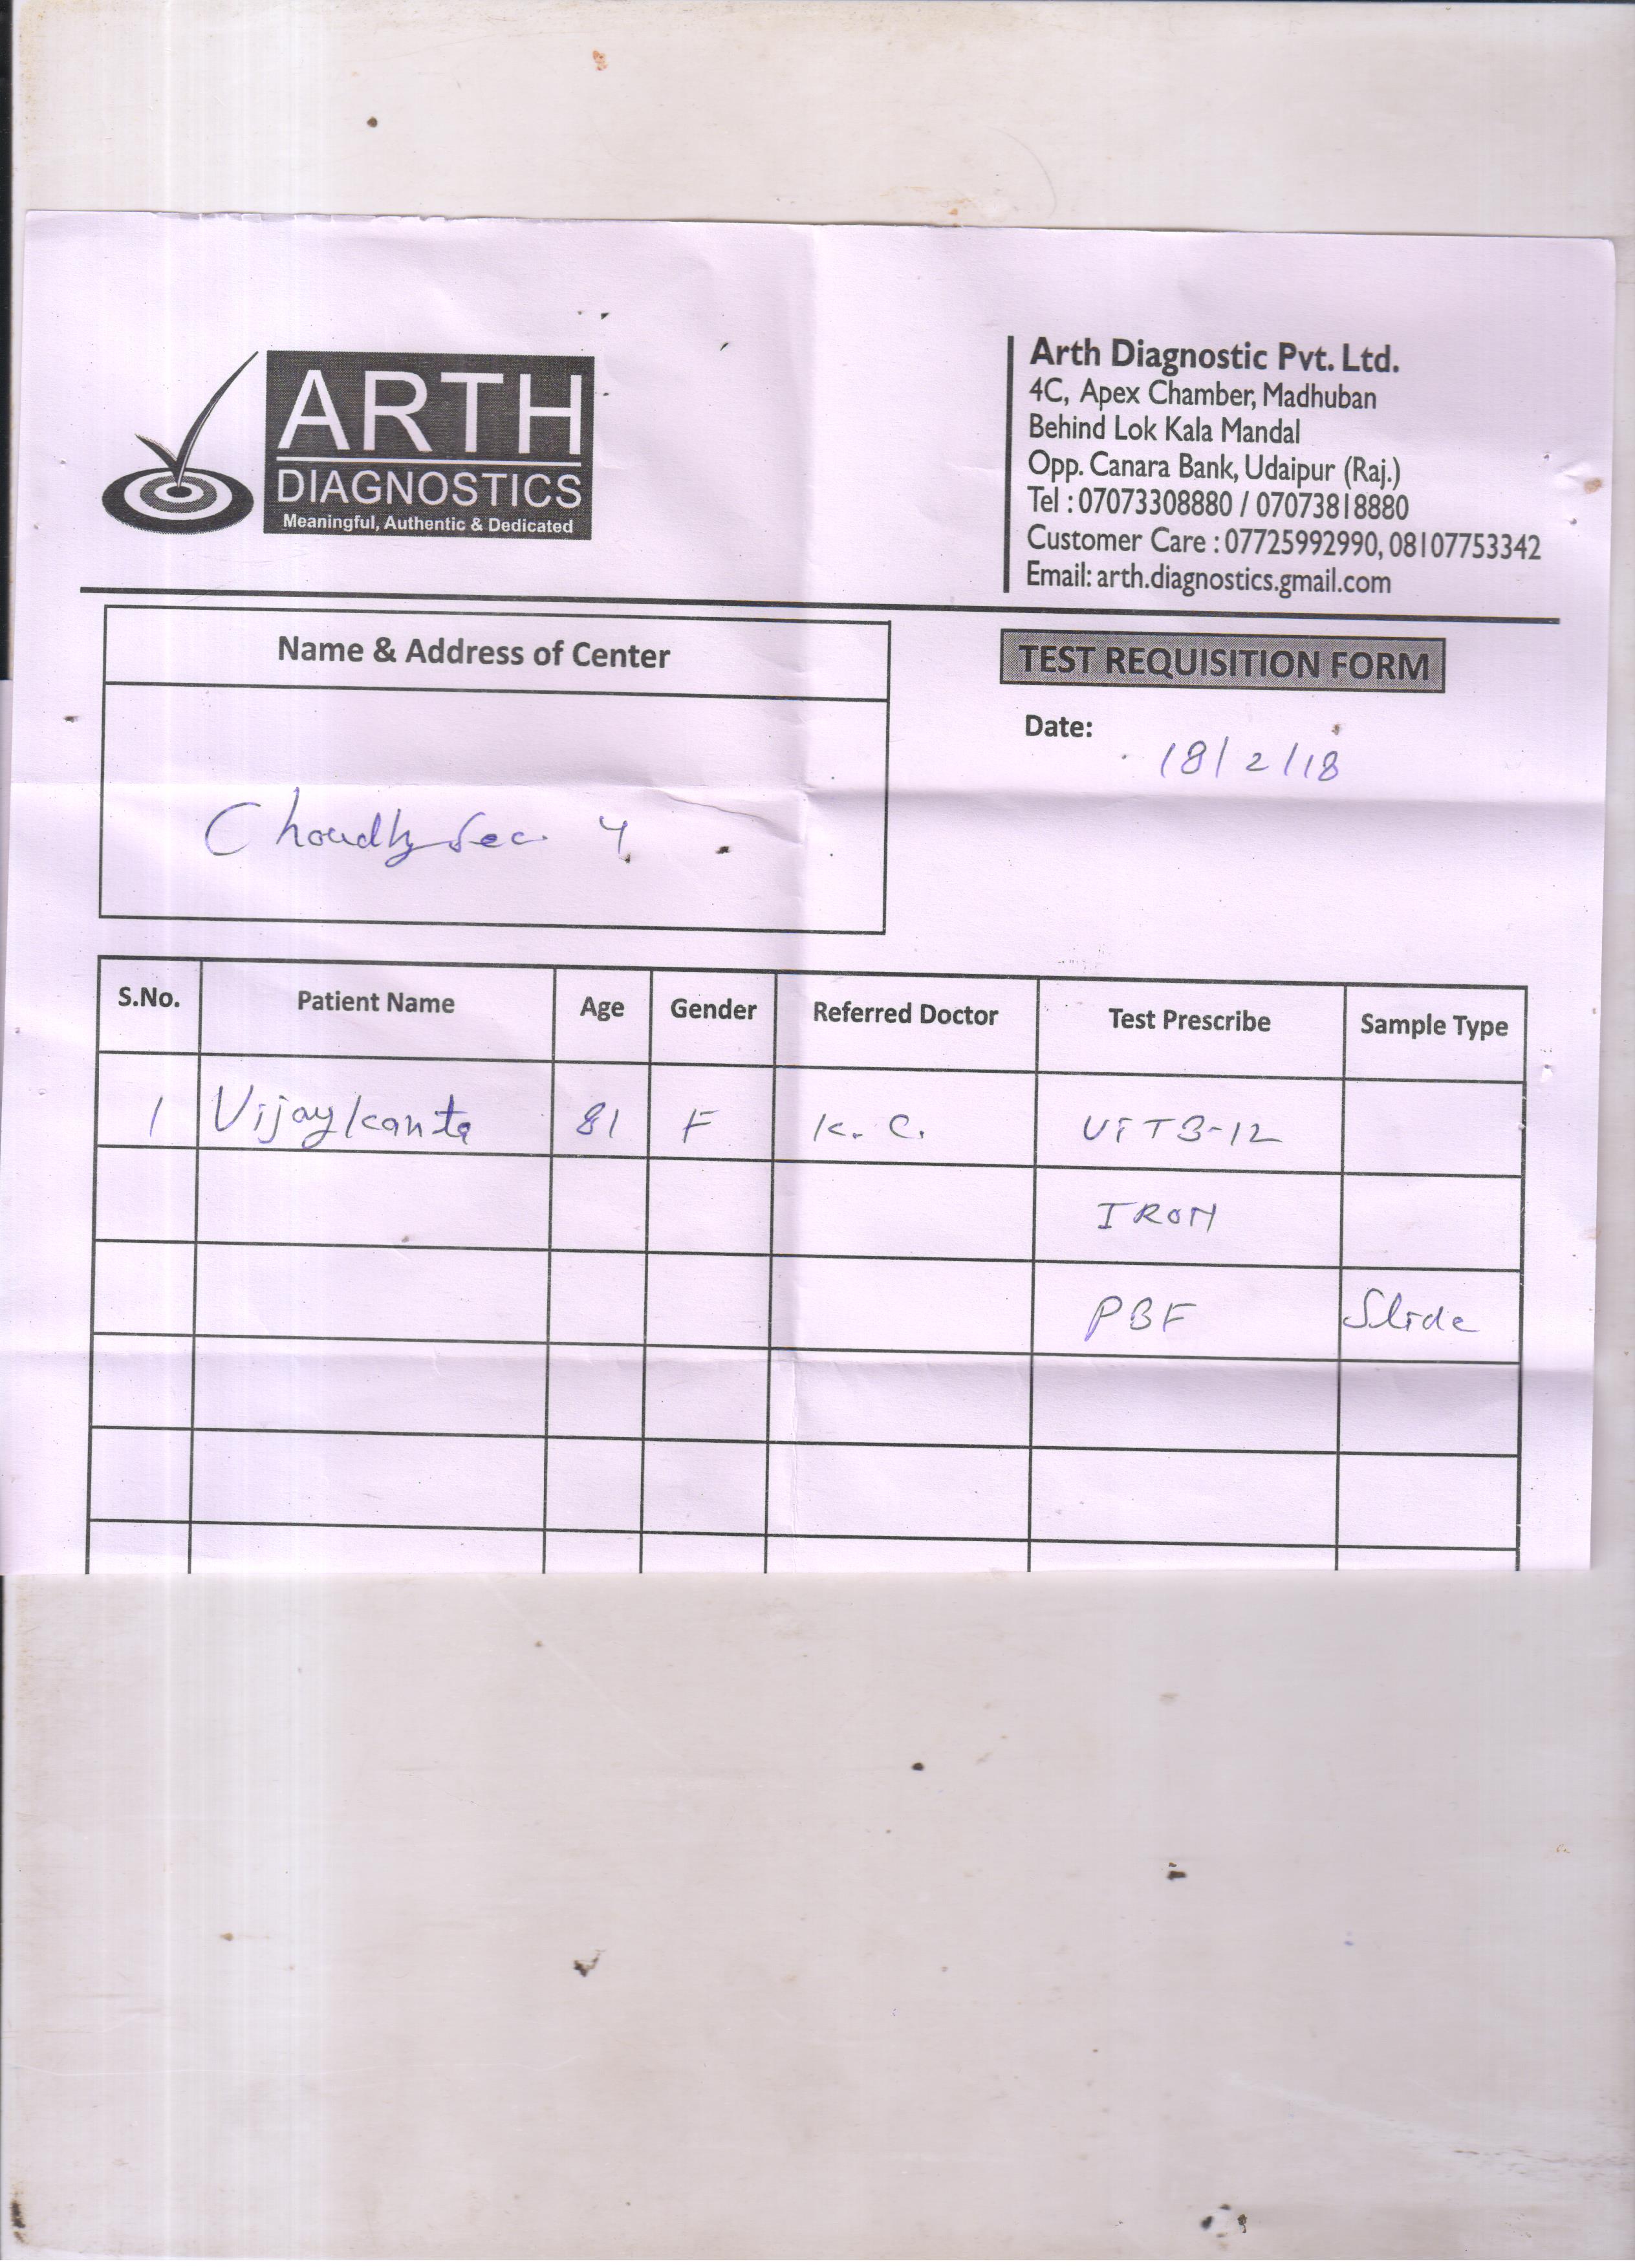 ARTH
DIAGNOSTICS
Meaningful, Authentic & Dedicated
Arth Diagnostic Pvt. Ltd.
4C, Apex Chamber, Madhuban
Behind Lok Kala Mandal
Opp. Canara Bank, Udaipur (Raj.)
Tel : 07073308880 / 07073818880
Customer Care : 07725992990, 08107753342
Email: arth.diagnostics.gmail.com
Name & Address of Center
TEST REQUISITION FORM
Date:
18/2/18
Sec. 4
S.No. Patient Name Age Gender Referred Doctor Test Prescribe Sample Type
1 Vijaykanta 81 F K. C. VITB-12
IRON
PBF Slide